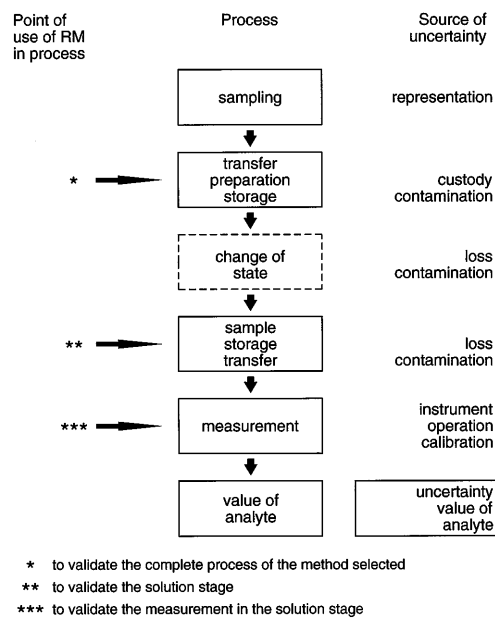 Point of
use of RM
in process
Process
Source of
uncertainty
sampling
representation
*
transfer
preparation
storage
custody
contamination
change of
state
loss
contamination
**
sample
storage
transfer
loss
contamination
***
measurement
instrument
operation
calibration
value of
analyte
uncertainty
value of
analyte
* to validate the complete process of the method selected
** to validate the solution stage
*** to validate the measurement in the solution stage